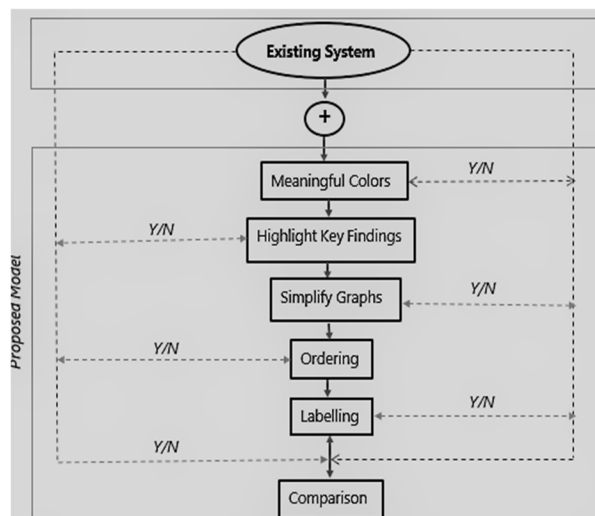 Existing System
+
Meaningful Colors
Y/N
Y/N
Highlight Key Findings
Simplify Graphs
Y/N
Y/N
Ordering
Labelling
Y/N
Y/N
Comparison
Proposed Model